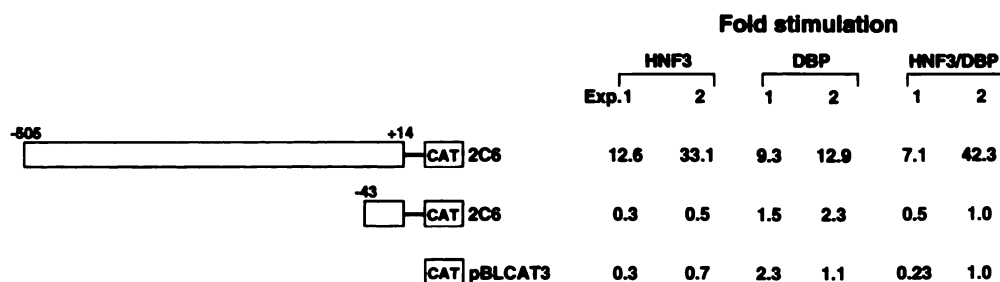 Fold stimulation
HNF3 DBP HNF3/DBP
Exp.1 2 1 2 1 2
-505 +14
CAT 2C6 12.6 33.1 9.3 12.9 7.1 42.3
-43
CAT 2C6 0.3 0.5 1.5 2.3 0.5 1.0
CAT pBLCAT3 0.3 0.7 2.3 1.1 0.23 1.0